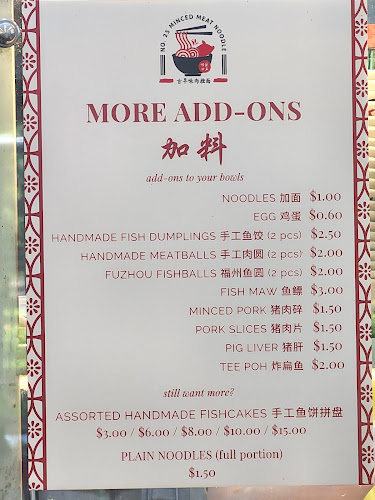 NO. 25 MINCED MEAT NOODLE
古早味肉脞面
MORE ADD-ONS
加料
add-ons to your bowls
NOODLES 加面 $1.00
EGG 鸡蛋 $0.60
HANDMADE FISH DUMPLINGS 手工鱼饺 (2 pcs) $2.50
HANDMADE MEATBALLS 手工肉圆 (2 pcs) $2.00
FUZHOU FISHBALLS 福州鱼圆 (2 pcs) $2.00
FISH MAW 鱼鳔 $3.00
MINCED PORK 猪肉碎 $1.50
PORK SLICES 猪肉片 $1.50
PIG LIVER 猪肝 $1.50
TEE POH 炸扁鱼 $2.00
still want more?
ASSORTED HANDMADE FISHCAKES 手工鱼饼拼盘
$3.00 / $6.00 / $8.00 / $10.00 / $15.00
PLAIN NOODLES (full portion)
$1.50